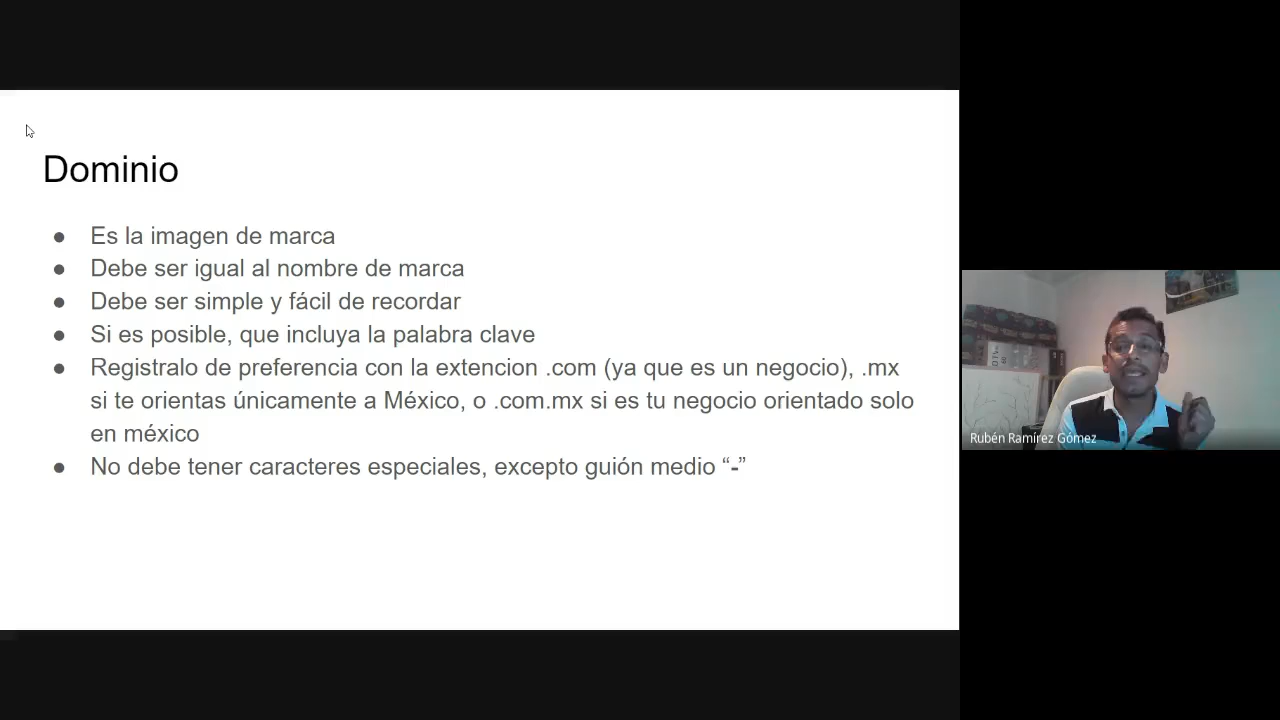 Dominio
● Es la imagen de marca
● Debe ser igual al nombre de marca
● Debe ser simple y fácil de recordar
● Si es posible, que incluya la palabra clave
● Registralo de preferencia con la extencion .com (ya que es un negocio), .mx
si te orientas únicamente a México, o .com.mx si es tu negocio orientado solo
en méxico
● No debe tener caracteres especiales, excepto guión medio “-”
Rubén Ramírez Gómez